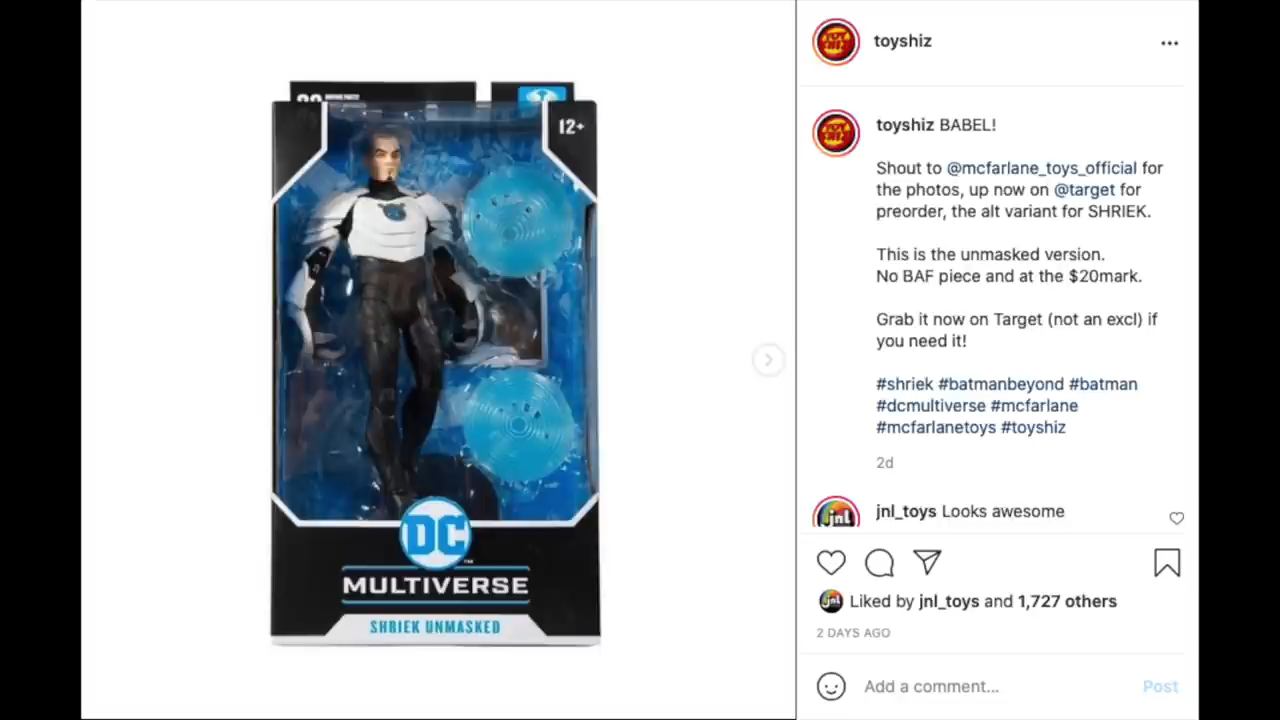 12+
DC
MULTIVERSE
SHRIEK UNMASKED
toyshiz
toyshiz BABEL!
Shout to @mcfarlane_toys_official for
the photos, up now on @target for
preorder, the alt variant for SHRIEK.
This is the unmasked version.
No BAF piece and at the $20mark.
Grab it now on Target (not an excl) if
you need it!
#shriek #batmanbeyond #batman
#dcmultiverse #mcfarlane
#mcfarlanetoys #toyshiz
2d
jnl_toys Looks awesome
Liked by jnl_toys and 1,727 others
2 DAYS AGO
Add a comment...
Post